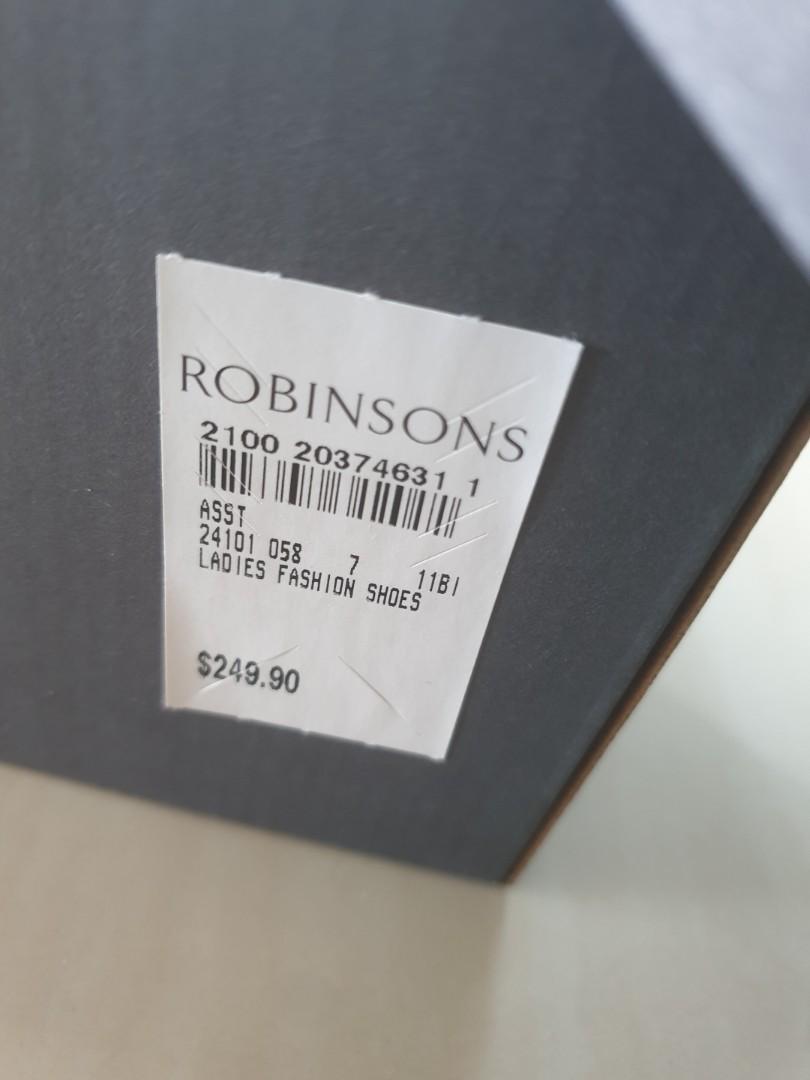 ROBINSONS
2100 20374631 1
ASST
24101 058 7 11BI
LADIES FASHION SHOES
$249.90